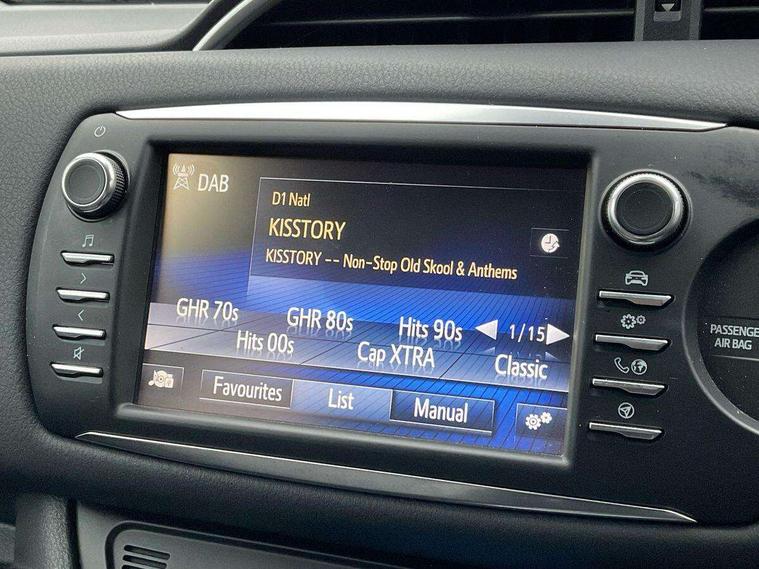 DAB
D1 Natl
KISSTORY
KISSTORY -- Non-Stop Old Skool & Anthems
GHR 70s GHR 80s Hits 90s 1/15
Hits 00s Cap XTRA Classic
Favourites List Manual
PASSENGE
AIR BAG